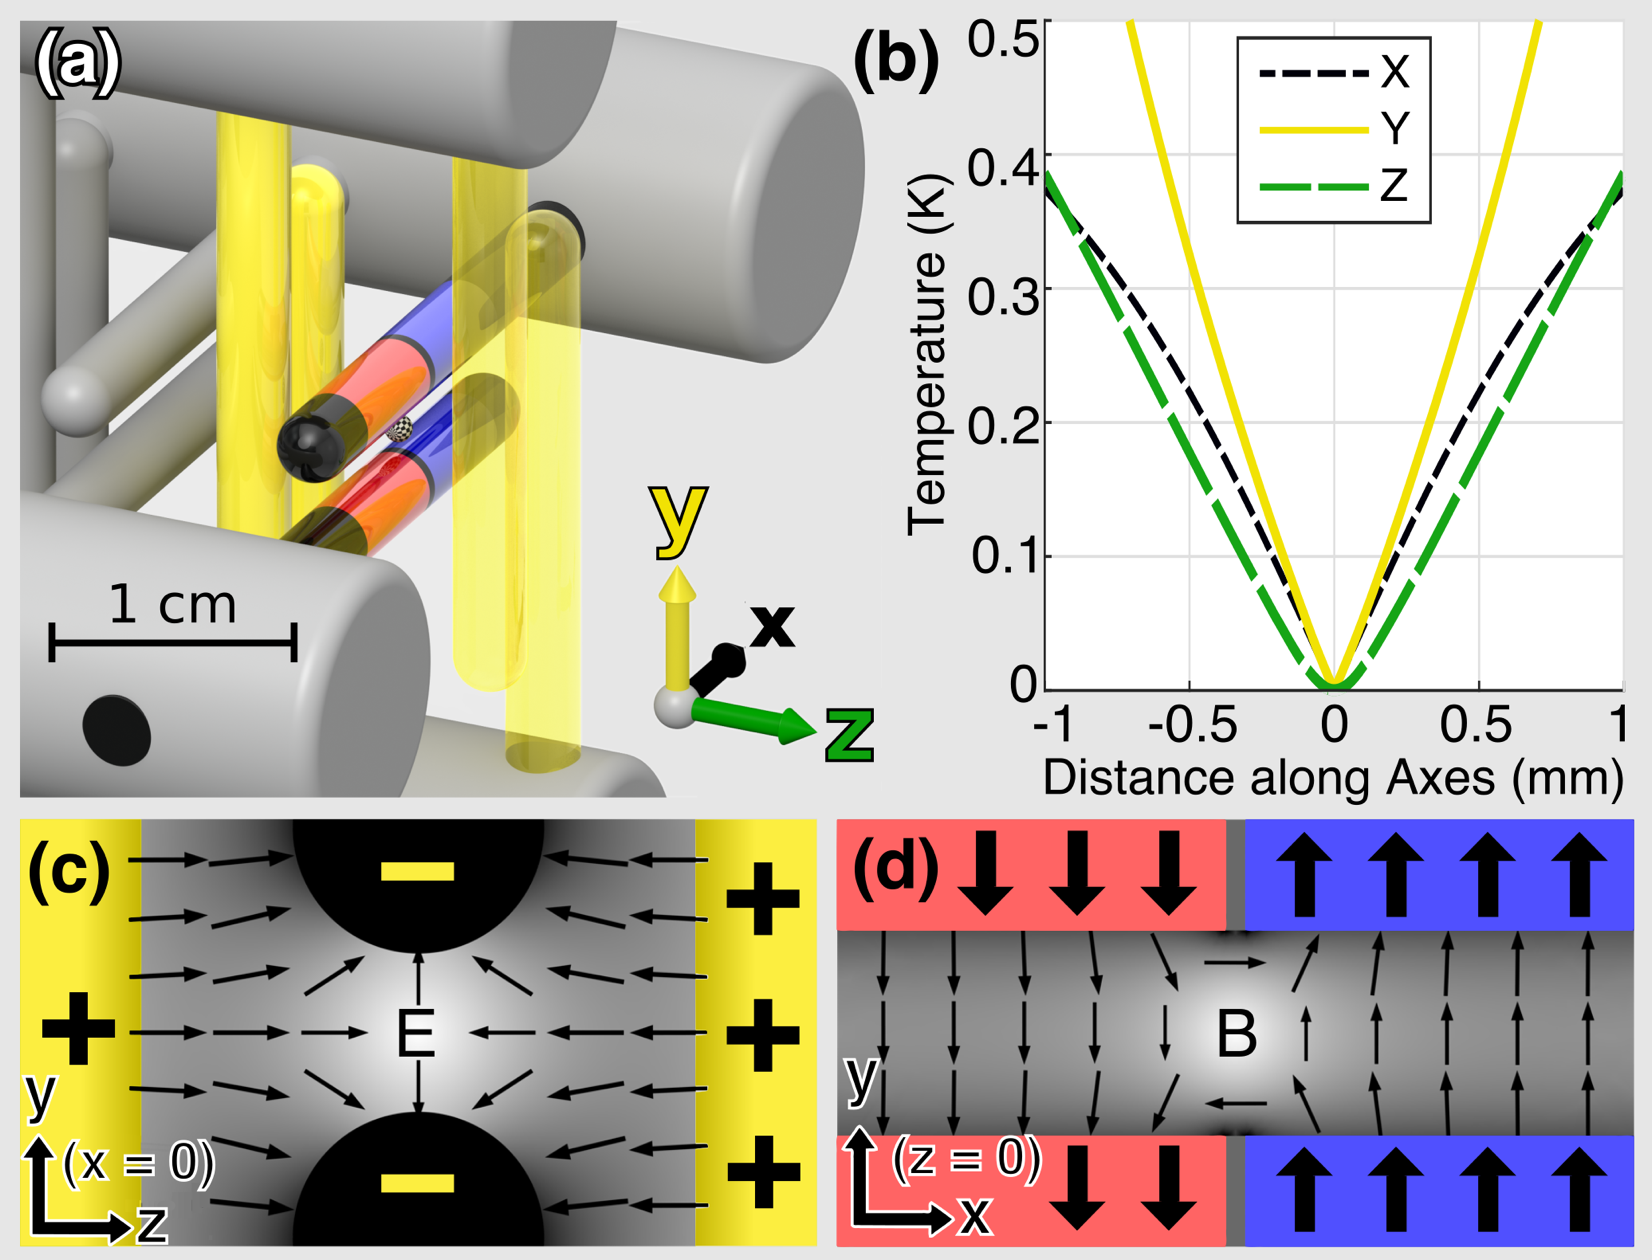 (a)
1 cm
y
x
z
(b)
0.5
0.4
0.3
0.2
0.1
0
-1
-0.5
0
0.5
1
Temperature (K)
Distance along Axes (mm)
X
Y
Z
(c)
−
+
+
E
+
−
+
y
(x = 0)
z
(d)
B
y
(z = 0)
x